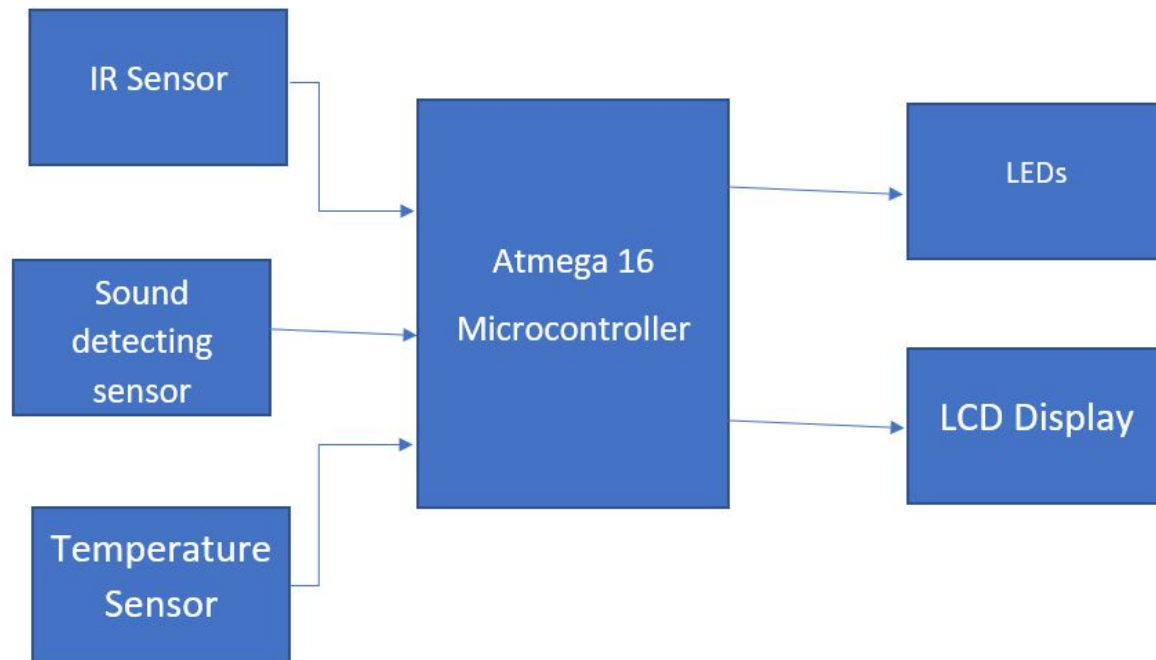 IR Sensor
Sound
detecting
sensor
Temperature
Sensor
Atmega 16
Microcontroller
LEDs
LCD Display